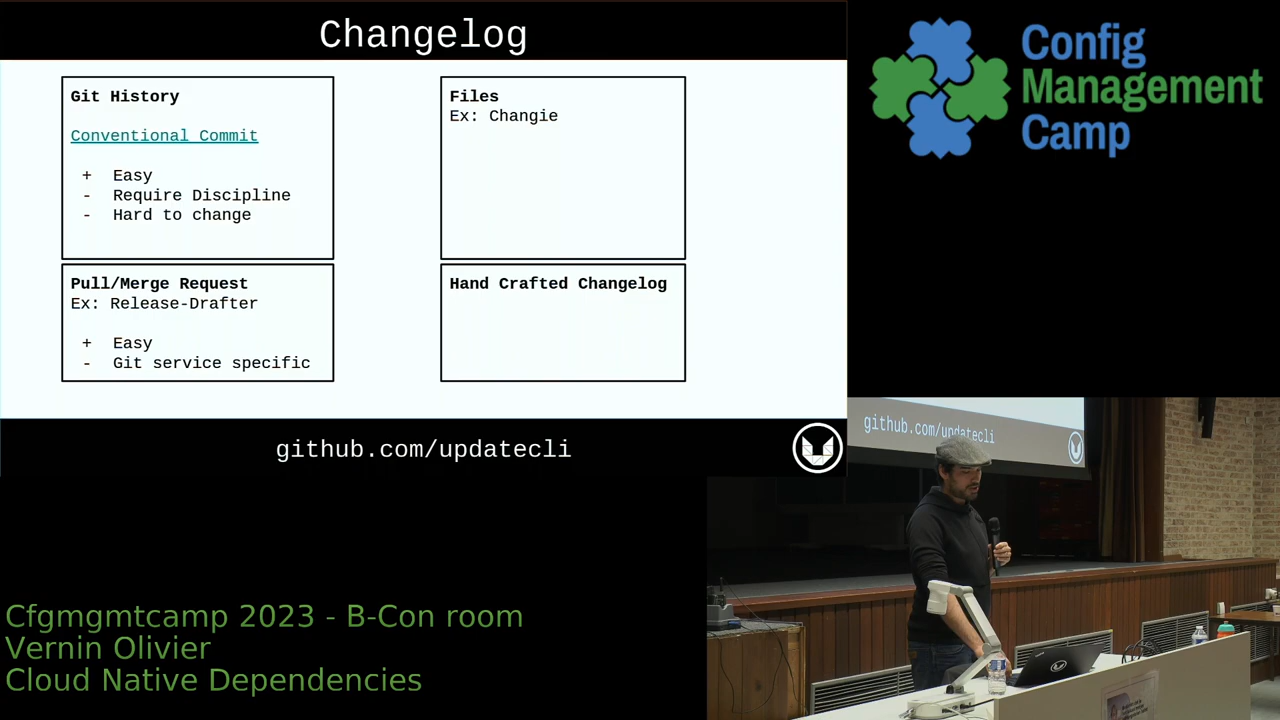 Changelog
Git History
Conventional Commit
+ Easy
- Require Discipline
- Hard to change
Files
Ex: Changie
Pull/Merge Request
Ex: Release-Drafter
+ Easy
- Git service specific
Hand Crafted Changelog
github.com/updatecli
Config
Management
Camp
github.com/updatecli
Cfgmgmtcamp 2023 - B-Con room
Vernin Olivier
Cloud Native Dependencies